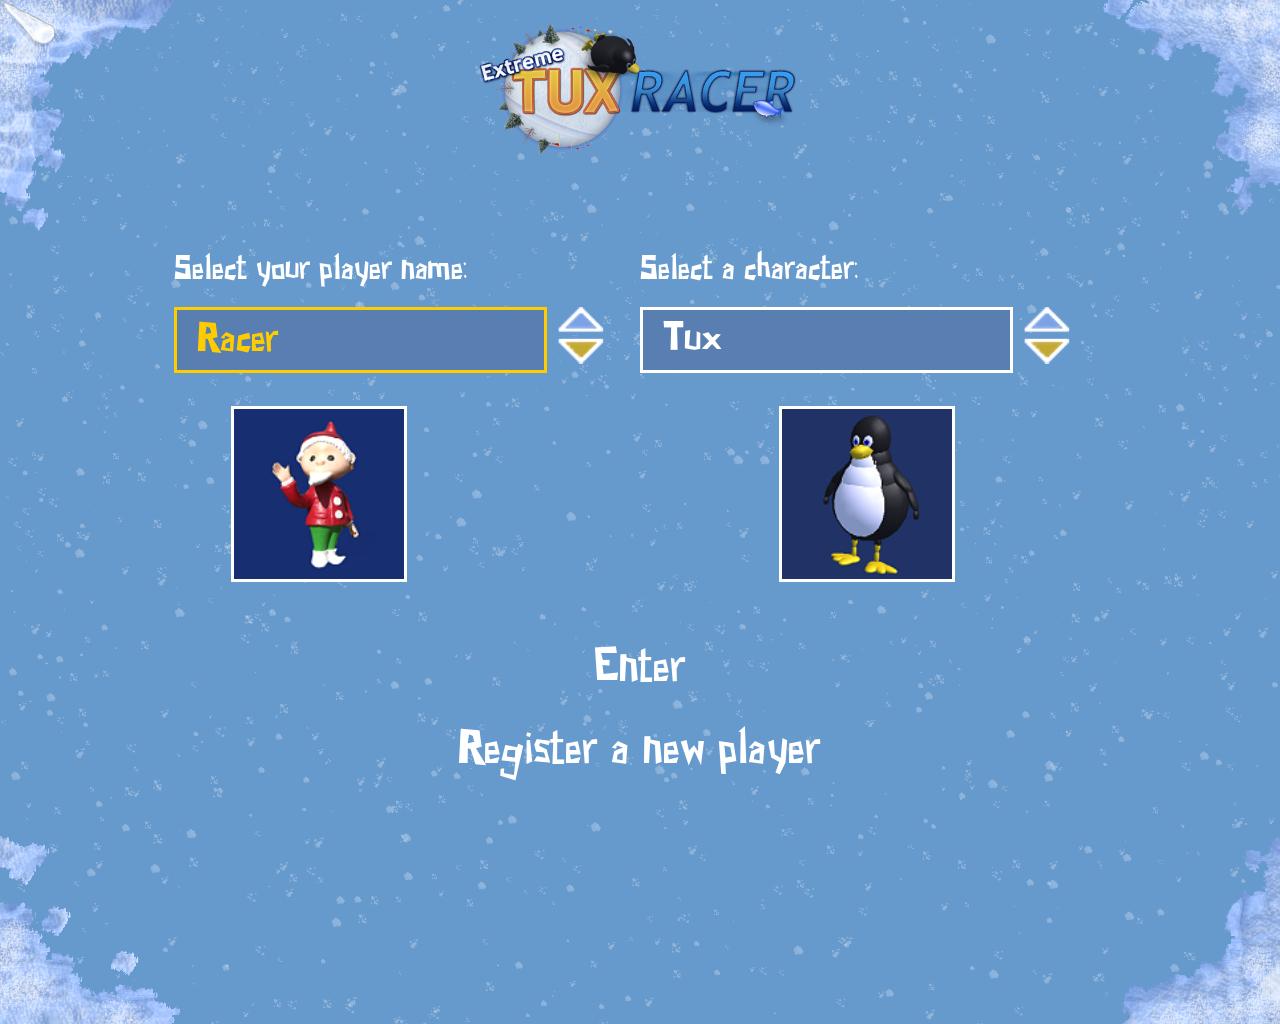 Extreme
TUX RACER
Select your player name:
Select a character:
Racer
Tux
Enter
Register a new player